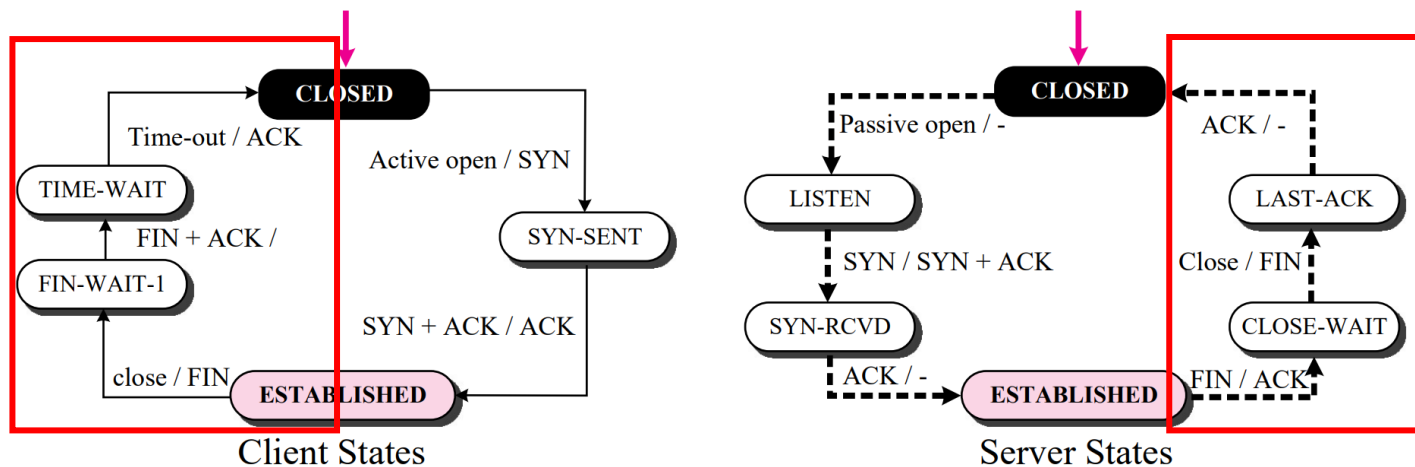 CLOSED
Time-out / ACK
Active open / SYN
TIME-WAIT
SYN-SENT
FIN + ACK /
FIN-WAIT-1
SYN + ACK / ACK
close / FIN
ESTABLISHED
Client States
CLOSED
Passive open / -
ACK / -
LISTEN
LAST-ACK
SYN / SYN + ACK
Close / FIN
SYN-RCVD
CLOSE-WAIT
ACK / -
FIN / ACK
ESTABLISHED
Server States